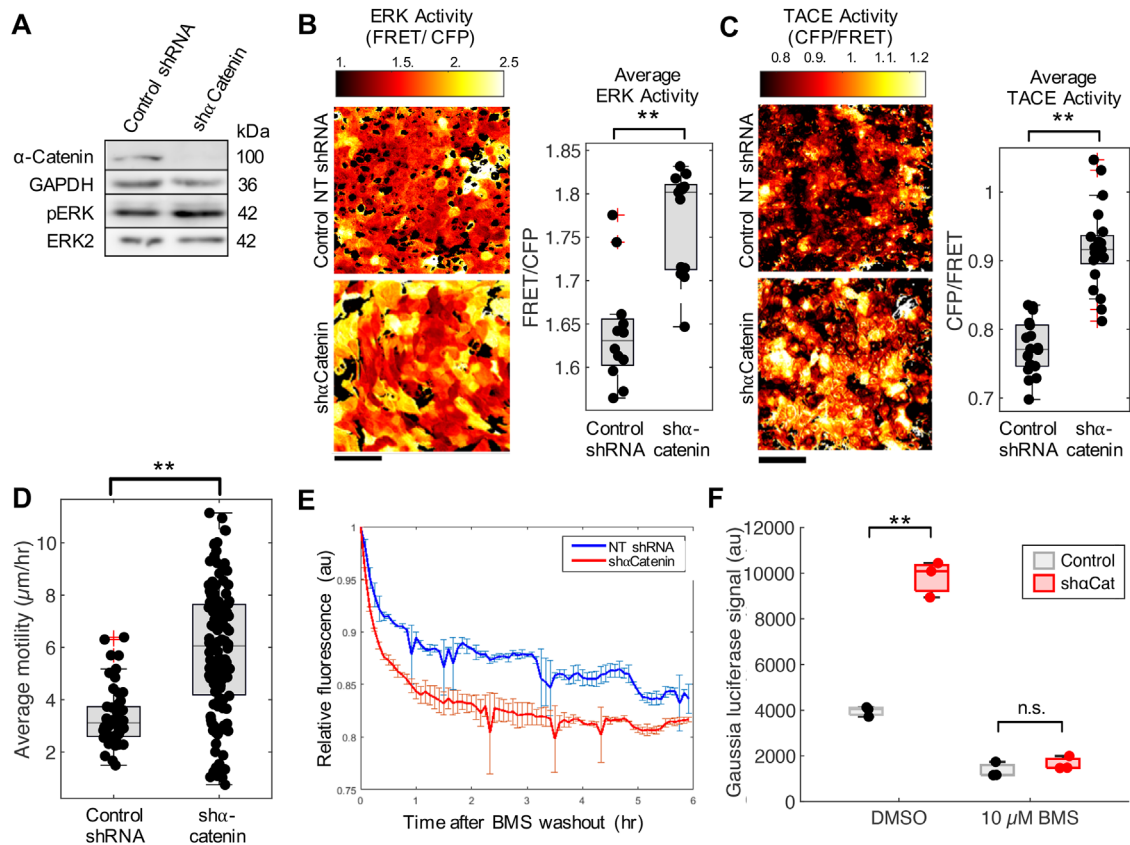 A
Control shRNA
shα Catenin
kDa
α-Catenin
100
GAPDH
36
pERK
42
ERK2
42
B
ERK Activity
(FRET/ CFP)
1.
1.5.
2.
2.5
Control NT shRNA
shαCatenin
Average
ERK Activity
**
FRET/CFP
1.85
1.8
1.75
1.7
1.65
1.6
Control
shRNA
shα-
catenin
C
TACE Activity
(CFP/FRET)
0.8
1.
1.
1.2
Control NT shRNA
shαCatenin
Average
TACE Activity
**
CFP/FRET
1
0.9
0.8
0.7
Control
shRNA
shα-
catenin
D
**
Average motility (µm/hr)
10
8
6
4
2
Control
shRNA
shα-
catenin
E
Relative fluorescence (au)
1
0.95
0.9
0.85
0.8
0.75
NT shRNA
shαCatenin
0
1
2
3
4
5
6
Time after BMS washout (hr)
F
Gaussia luciferase signal (au)
12000
10000
8000
6000
4000
2000
0
**
n.s.
Control
shαCat
DMSO
10 µM BMS